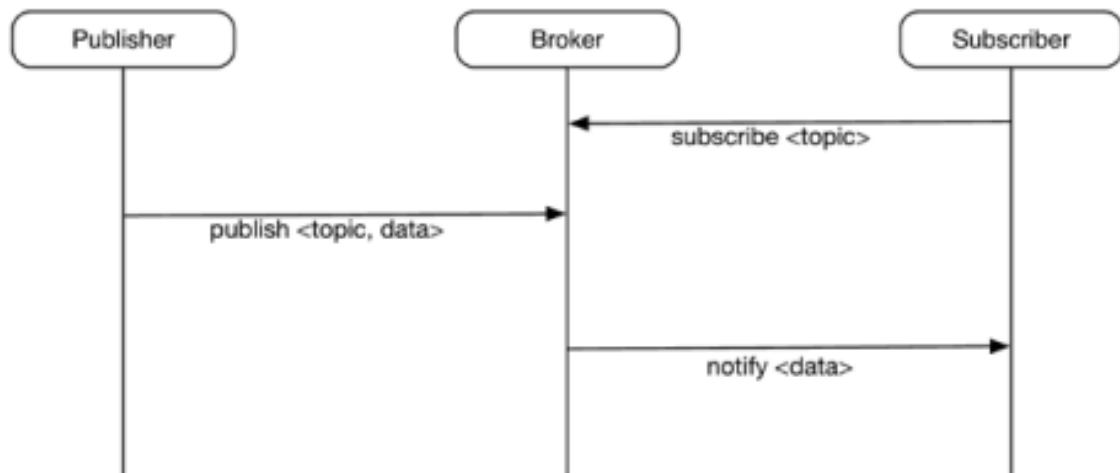 Publisher
Broker
Subscriber
subscribe <topic>
publish <topic, data>
notify <data>